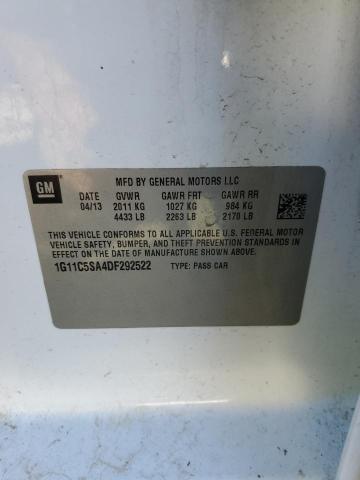 GM
MFD BY GENERAL MOTORS LLC
DATE GVWR GAWR FRT GAWR RR
04/13 2011 KG 1027 KG 984 KG
4433 LB 2263 LB 2170 LB
THIS VEHICLE CONFORMS TO ALL APPLICABLE U.S. FEDERAL MOTOR
VEHICLE SAFETY, BUMPER, AND THEFT PREVENTION STANDARDS
IN EFFECT ON THE DATE OF MANUFACTURE SHOWN ABOVE.
1G11C5SA4DF292522 TYPE: PASS CAR